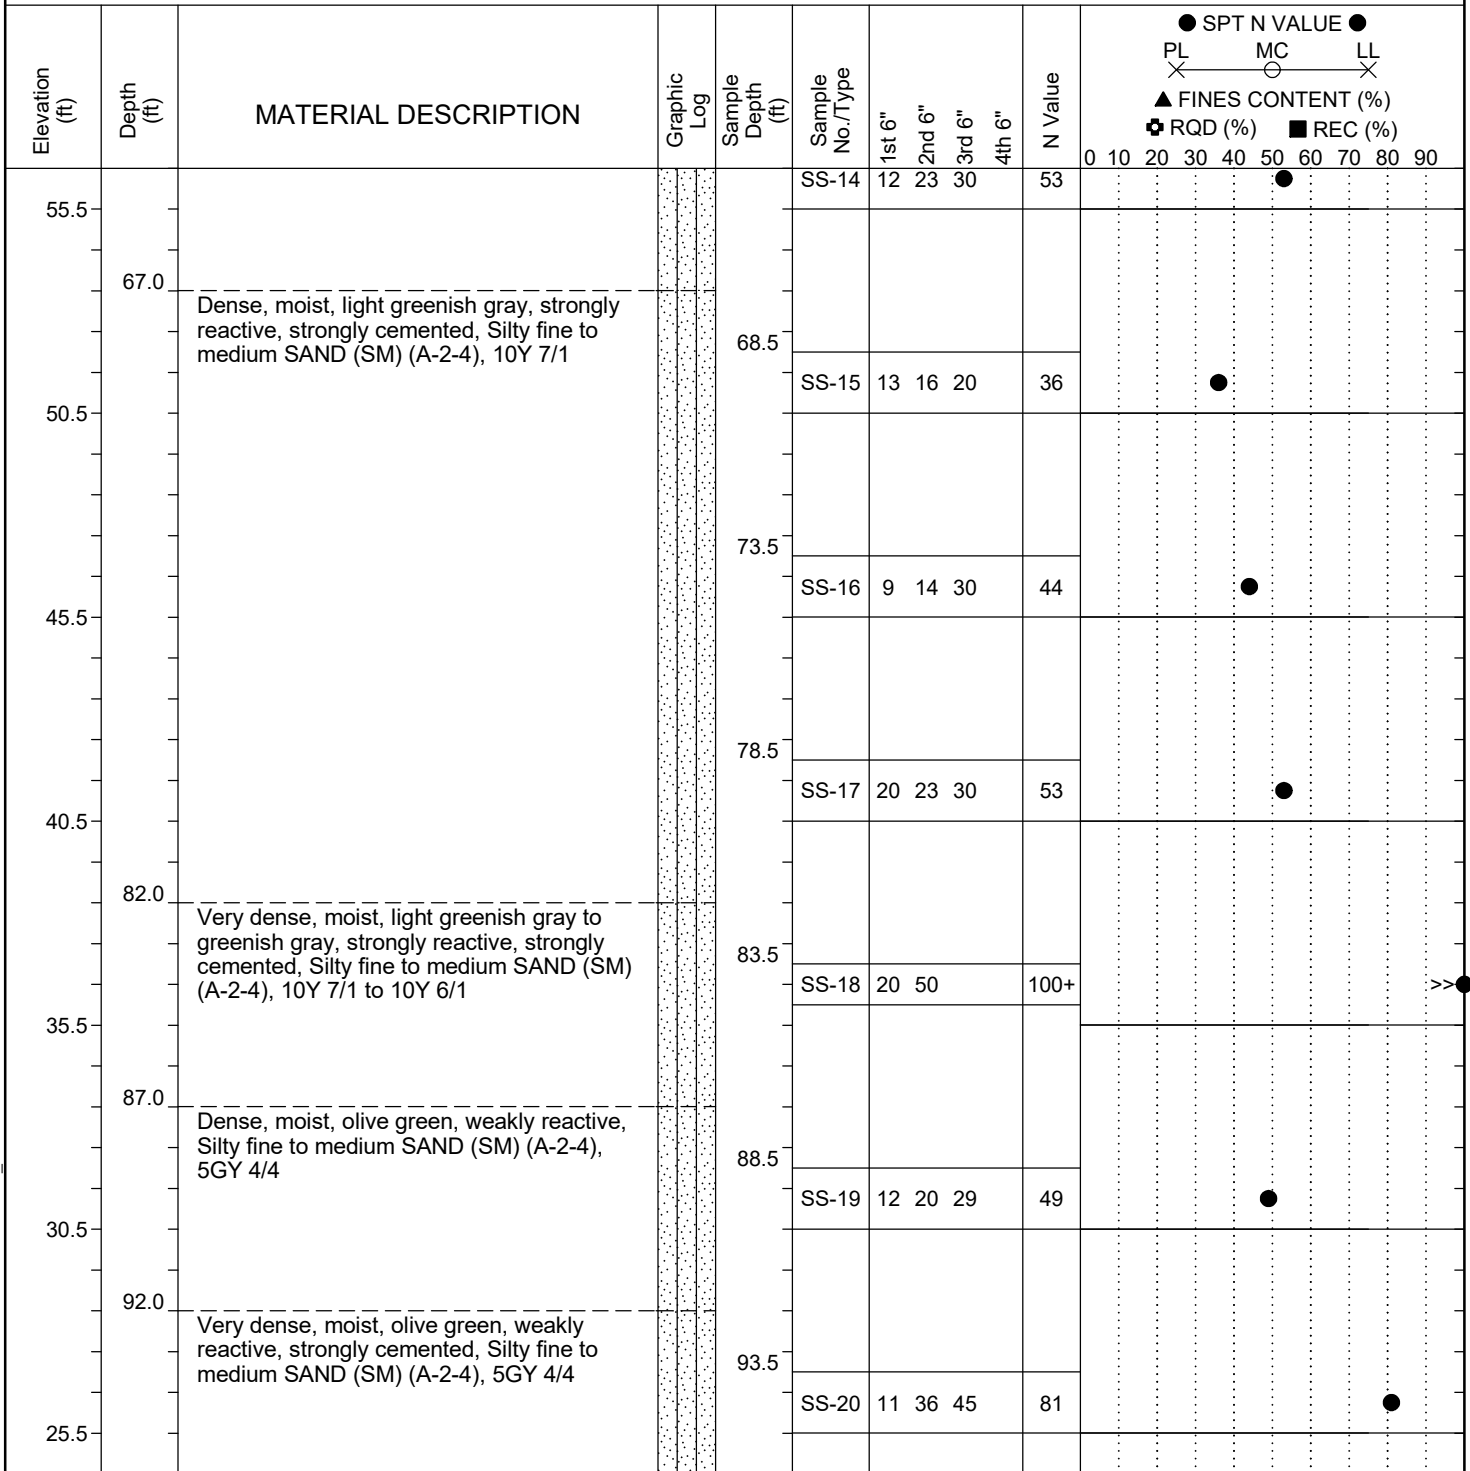 ● SPT N VALUE ●
PL MC LL
▲ FINES CONTENT (%)
RQD (%) ■ REC (%)
Elevation (ft)
Depth (ft)
MATERIAL DESCRIPTION
Graphic Log
Sample Depth (ft)
Sample No./Type
1st 6"
2nd 6"
3rd 6"
4th 6"
N Value
0 10 20 30 40 50 60 70 80 90
SS-14 12 23 30 53
55.5
67.0
Dense, moist, light greenish gray, strongly
reactive, strongly cemented, Silty fine to
medium SAND (SM) (A-2-4), 10Y 7/1
68.5
SS-15 13 16 20 36
50.5
73.5
SS-16 9 14 30 44
45.5
78.5
SS-17 20 23 30 53
40.5
82.0
Very dense, moist, light greenish gray to
greenish gray, strongly reactive, strongly
cemented, Silty fine to medium SAND (SM)
(A-2-4), 10Y 7/1 to 10Y 6/1
83.5
SS-18 20 50 100+ >>
35.5
87.0
Dense, moist, olive green, weakly reactive,
Silty fine to medium SAND (SM) (A-2-4),
5GY 4/4
88.5
SS-19 12 20 29 49
30.5
92.0
Very dense, moist, olive green, weakly
reactive, strongly cemented, Silty fine to
medium SAND (SM) (A-2-4), 5GY 4/4
93.5
SS-20 11 36 45 81
25.5